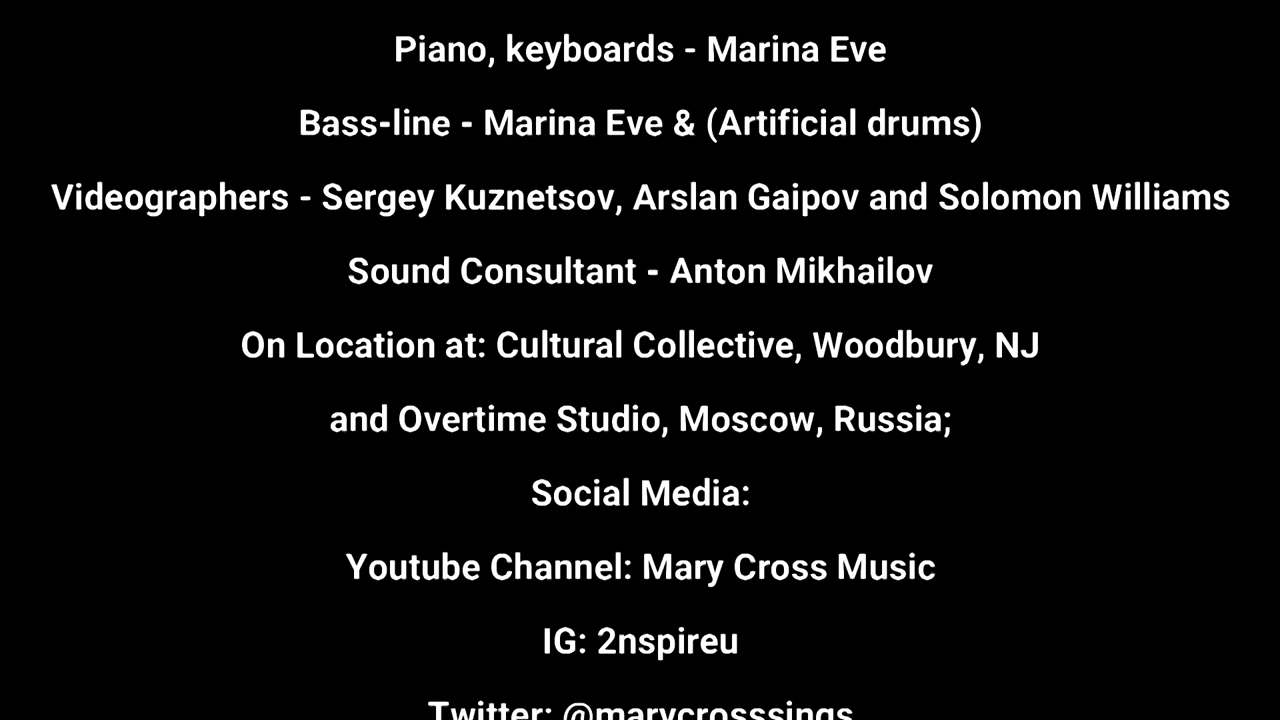 Piano, keyboards - Marina Eve
Bass-line - Marina Eve & (Artificial drums)
Videographers - Sergey Kuznetsov, Arslan Gaipov and Solomon Williams
Sound Consultant - Anton Mikhailov
On Location at: Cultural Collective, Woodbury, NJ
and Overtime Studio, Moscow, Russia;
Social Media:
Youtube Channel: Mary Cross Music
IG: 2nspireu
Twitter: @marycrosssings